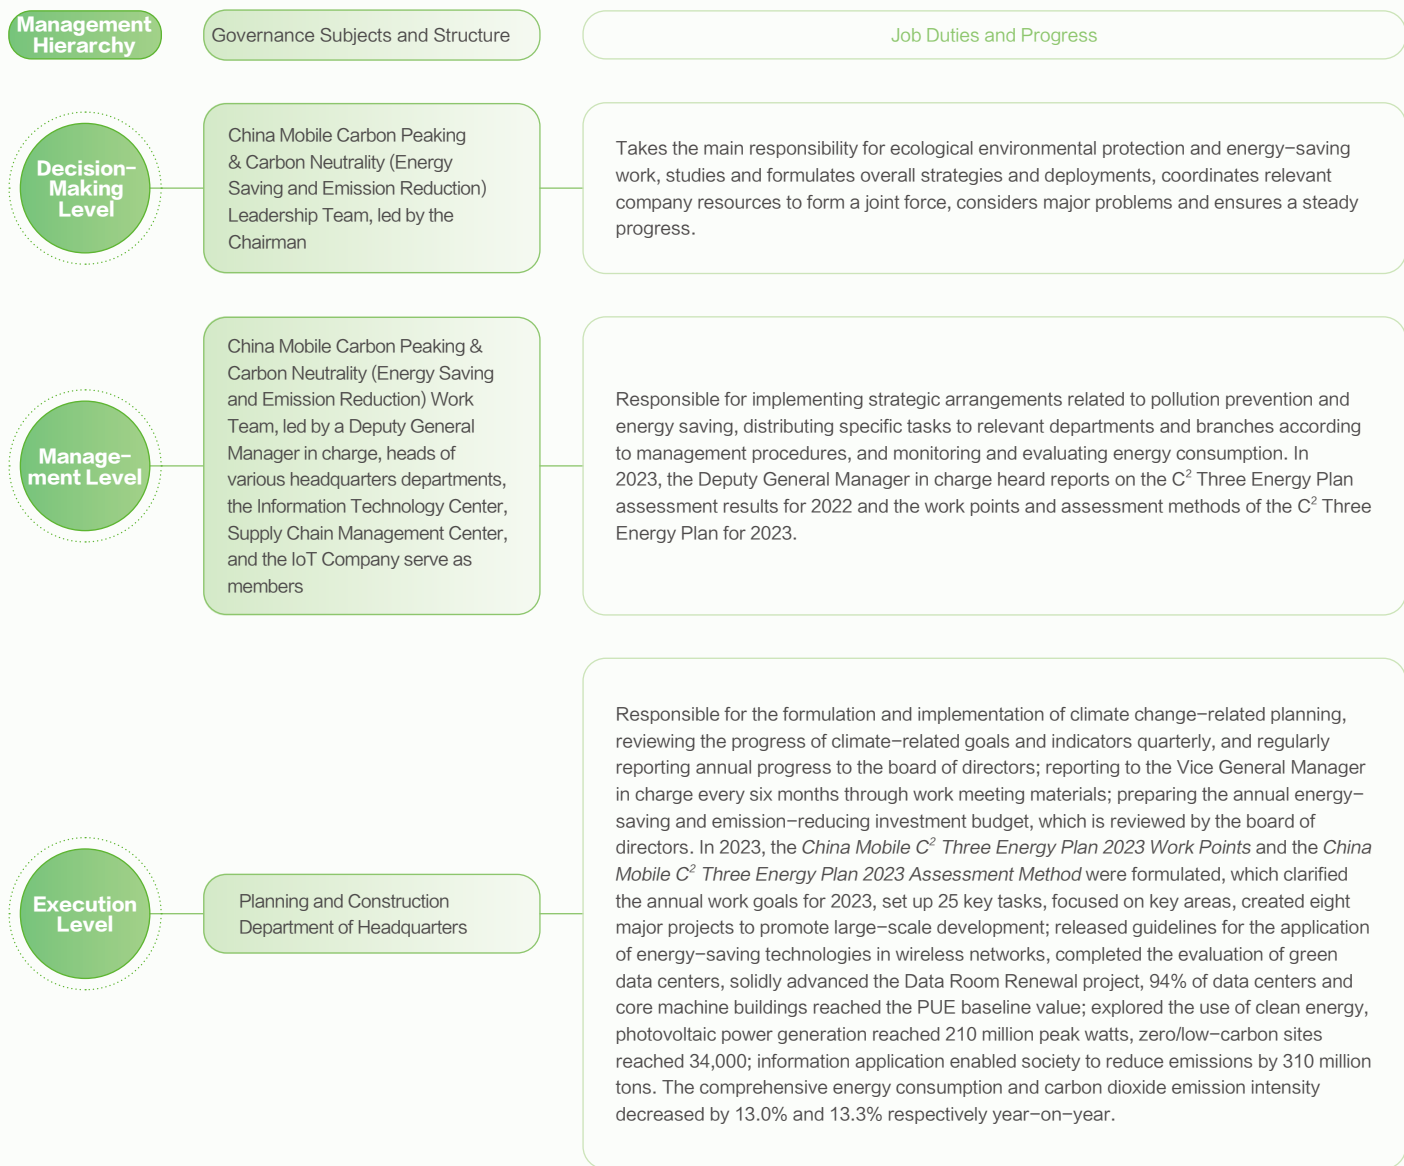 Management
Hierarchy
Governance Subjects and Structure
Job Duties and Progress
Decision-
Making
Level
China Mobile Carbon Peaking
& Carbon Neutrality (Energy
Saving and Emission Reduction)
Leadership Team, led by the
Chairman
Takes the main responsibility for ecological environmental protection and energy-saving
work, studies and formulates overall strategies and deployments, coordinates relevant
company resources to form a joint force, considers major problems and ensures a steady
progress.
Manage-
ment Level
China Mobile Carbon Peaking &
Carbon Neutrality (Energy Saving
and Emission Reduction) Work
Team, led by a Deputy General
Manager in charge, heads of
various headquarters departments,
the Information Technology Center,
Supply Chain Management Center,
and the IoT Company serve as
members
Responsible for implementing strategic arrangements related to pollution prevention and
energy saving, distributing specific tasks to relevant departments and branches according
to management procedures, and monitoring and evaluating energy consumption. In
2023, the Deputy General Manager in charge heard reports on the C² Three Energy Plan
assessment results for 2022 and the work points and assessment methods of the C² Three
Energy Plan for 2023.
Execution
Level
Planning and Construction
Department of Headquarters
Responsible for the formulation and implementation of climate change-related planning,
reviewing the progress of climate-related goals and indicators quarterly, and regularly
reporting annual progress to the board of directors; reporting to the Vice General Manager
in charge every six months through work meeting materials; preparing the annual energy-
saving and emission-reducing investment budget, which is reviewed by the board of
directors. In 2023, the China Mobile C² Three Energy Plan 2023 Work Points and the China
Mobile C² Three Energy Plan 2023 Assessment Method were formulated, which clarified
the annual work goals for 2023, set up 25 key tasks, focused on key areas, created eight
major projects to promote large-scale development; released guidelines for the application
of energy-saving technologies in wireless networks, completed the evaluation of green
data centers, solidly advanced the Data Room Renewal project, 94% of data centers and
core machine buildings reached the PUE baseline value; explored the use of clean energy,
photovoltaic power generation reached 210 million peak watts, zero/low-carbon sites
reached 34,000; information application enabled society to reduce emissions by 310 million
tons. The comprehensive energy consumption and carbon dioxide emission intensity
decreased by 13.0% and 13.3% respectively year-on-year.